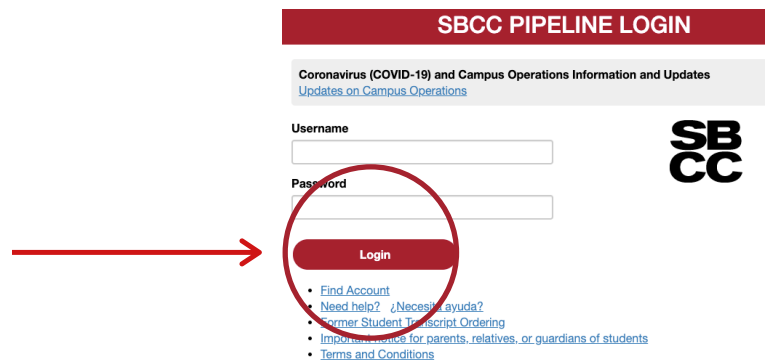 SBCC PIPELINE LOGIN
Coronavirus (COVID-19) and Campus Operations Information and Updates
Updates on Campus Operations
Username
SB
CC
Password
Login
Find Account
Need help? ¿Necesita ayuda?
Former Student Transcript Ordering
Important notice for parents, relatives, or guardians of students
Terms and Conditions